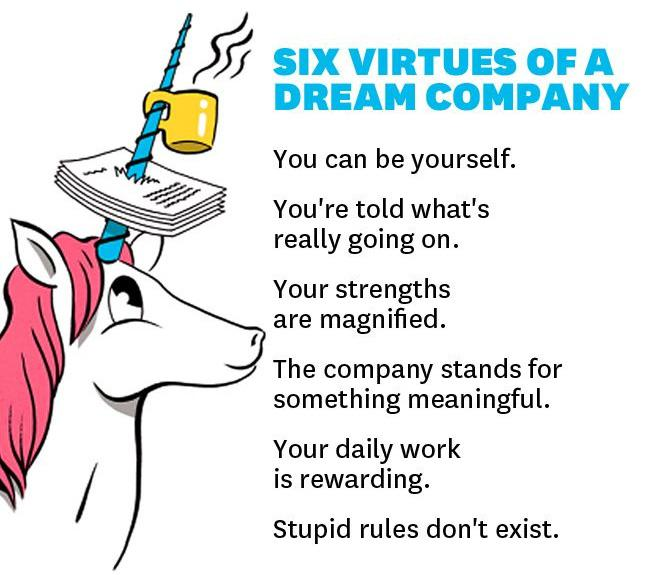 SIX VIRTUES OF A
DREAM COMPANY
You can be yourself.
You're told what's
really going on.
Your strengths
are magnified.
The company stands for
something meaningful.
Your daily work
is rewarding.
Stupid rules don't exist.